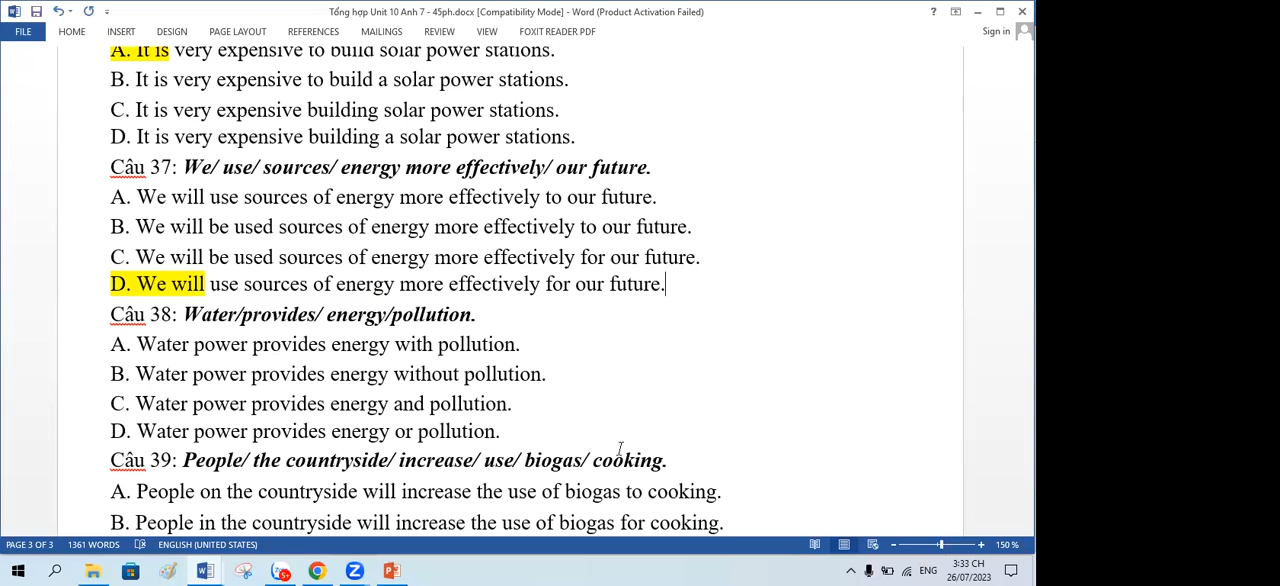 Tổng hợp Unit 10 Anh 7 - 45ph.docx [Compatibility Mode] - Word (Product Activation Failed)
FILE HOME INSERT DESIGN PAGE LAYOUT REFERENCES MAILINGS REVIEW VIEW FOXIT READER PDF Sign in
A. It is very expensive to build solar power stations.
B. It is very expensive to build a solar power stations.
C. It is very expensive building solar power stations.
D. It is very expensive building a solar power stations.
Câu 37: We/ use/ sources/ energy more effectively/ our future.
A. We will use sources of energy more effectively to our future.
B. We will be used sources of energy more effectively to our future.
C. We will be used sources of energy more effectively for our future.
D. We will use sources of energy more effectively for our future.
Câu 38: Water/provides/ energy/pollution.
A. Water power provides energy with pollution.
B. Water power provides energy without pollution.
C. Water power provides energy and pollution.
D. Water power provides energy or pollution.
Câu 39: People/ the countryside/ increase/ use/ biogas/ cooking.
A. People on the countryside will increase the use of biogas to cooking.
B. People in the countryside will increase the use of biogas for cooking.
PAGE 3 OF 3 1361 WORDS ENGLISH (UNITED STATES) 150 %
ENG 3:33 CH
26/07/2023